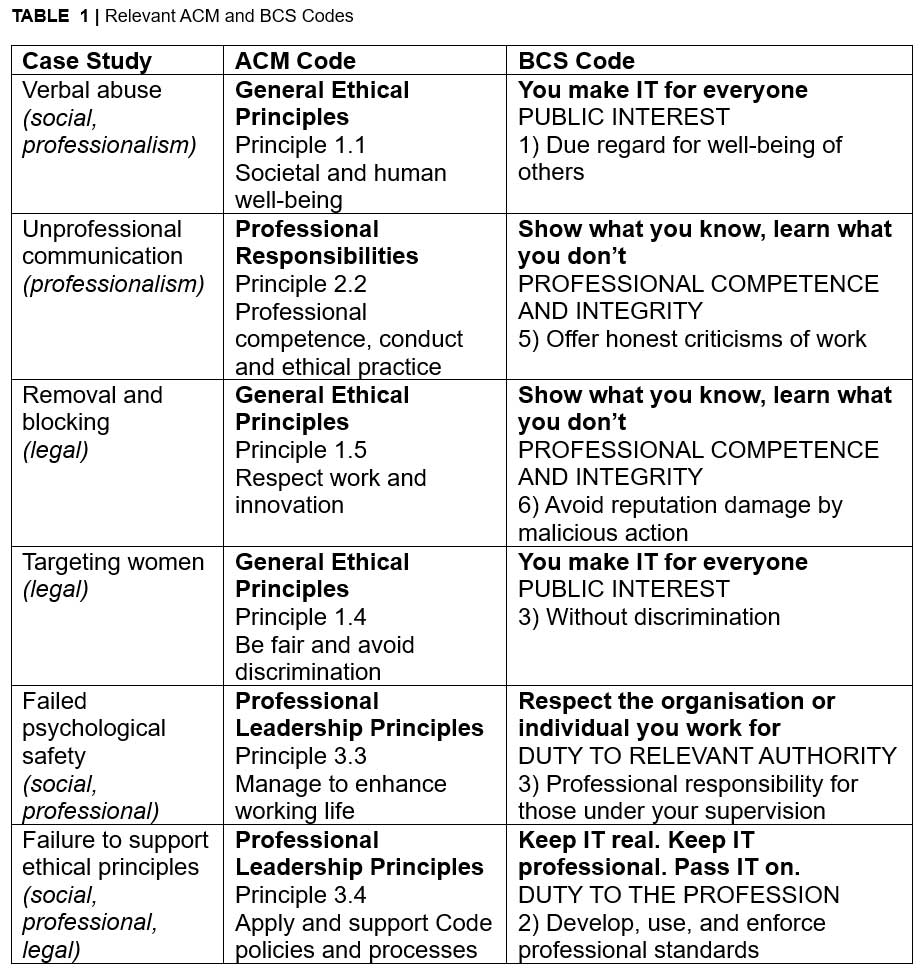 TABLE 1 | Relevant ACM and BCS Codes
Case Study
ACM Code
BCS Code
Verbal abuse
(social,
professionalism)
General Ethical
Principles
Principle 1.1
Societal and human
well-being
You make IT for everyone
PUBLIC INTEREST
1) Due regard for well-being of
others
Unprofessional
communication
(professionalism)
Professional
Responsibilities
Principle 2.2
Professional
competence, conduct
and ethical practice
Show what you know, learn what
you don’t
PROFESSIONAL COMPETENCE
AND INTEGRITY
5) Offer honest criticisms of work
Removal and
blocking
(legal)
General Ethical
Principles
Principle 1.5
Respect work and
innovation
Show what you know, learn what
you don’t
PROFESSIONAL COMPETENCE
AND INTEGRITY
6) Avoid reputation damage by
malicious action
Targeting women
(legal)
General Ethical
Principles
Principle 1.4
Be fair and avoid
discrimination
You make IT for everyone
PUBLIC INTEREST
3) Without discrimination
Failed
psychological
safety
(social,
professional)
Professional
Leadership Principles
Principle 3.3
Manage to enhance
working life
Respect the organisation or
individual you work for
DUTY TO RELEVANT AUTHORITY
3) Professional responsibility for
those under your supervision
Failure to support
ethical principles
(social,
professional,
legal)
Professional
Leadership Principles
Principle 3.4
Apply and support Code
policies and processes
Keep IT real. Keep IT
professional. Pass IT on.
DUTY TO THE PROFESSION
2) Develop, use, and enforce
professional standards